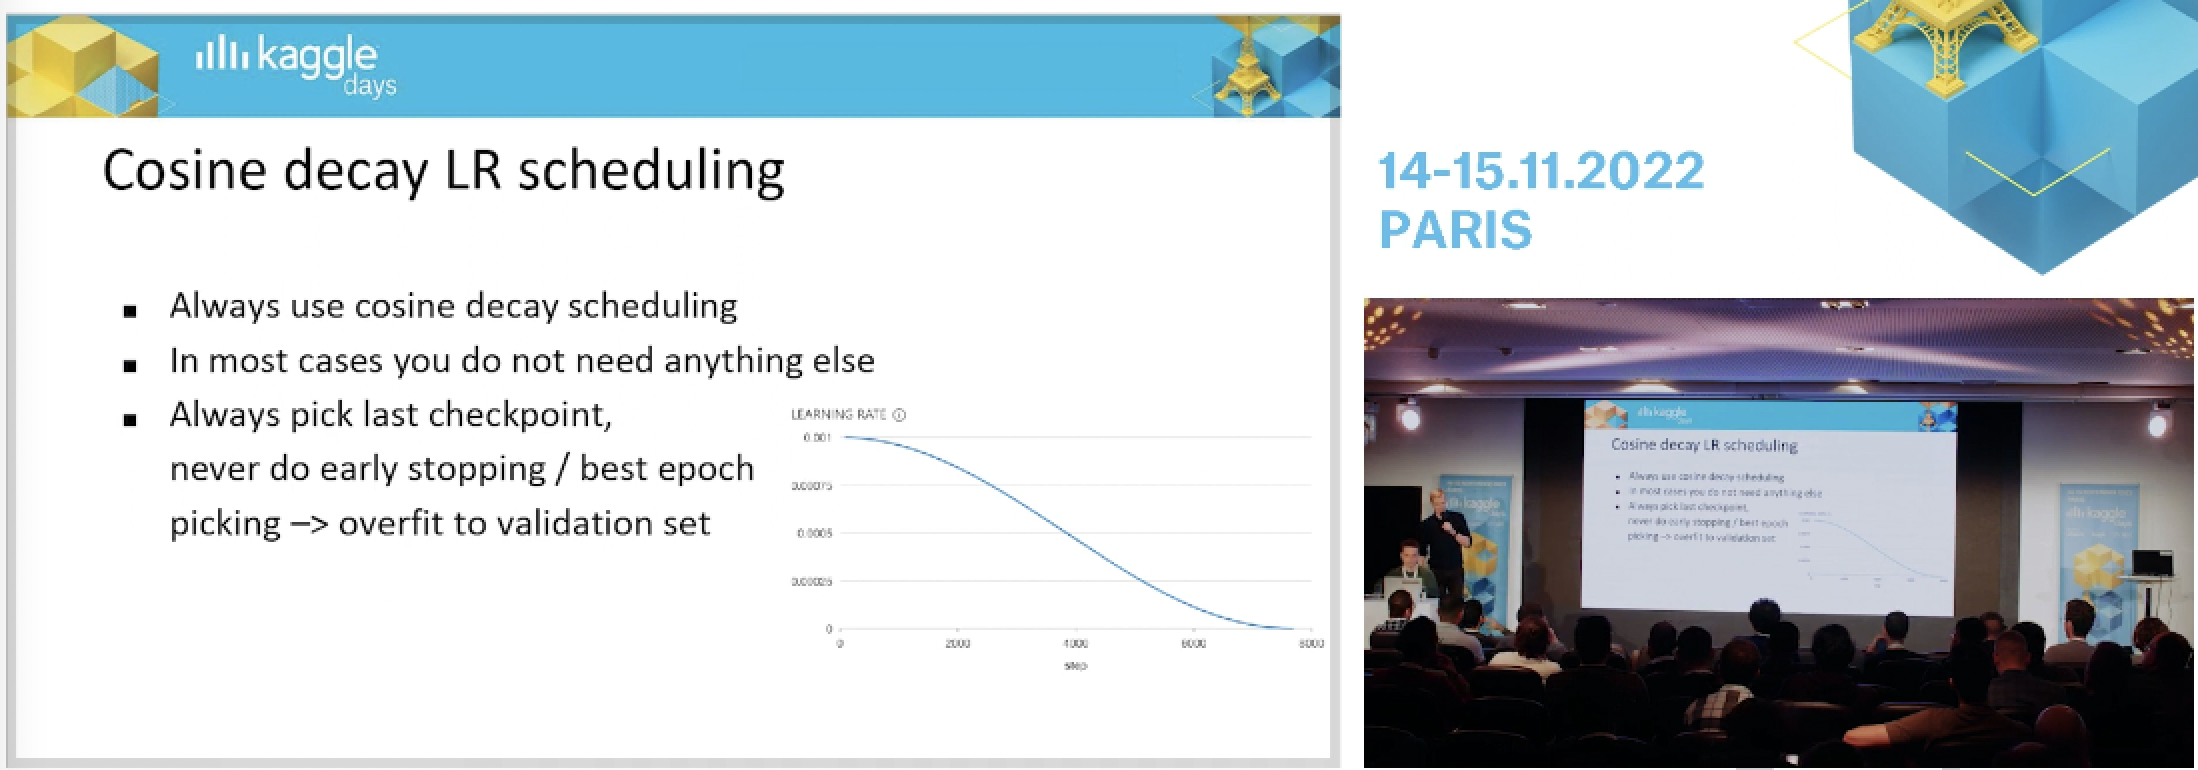 kaggle
days
Cosine decay LR scheduling
Always use cosine decay scheduling
In most cases you do not need anything else
Always pick last checkpoint,
never do early stopping / best epoch
picking –> overfit to validation set
LEARNING RATE
0.001
0.00075
0.0005
0.00025
0
0 2000 4000 6000 8000
step
14-15.11.2022
PARIS
kaggle
days
Cosine decay LR scheduling
Always use cosine decay scheduling
In most cases you do not need anything else
Always pick last checkpoint,
never do early stopping / best epoch
picking –> overfit to validation set
kaggle
kaggle
days